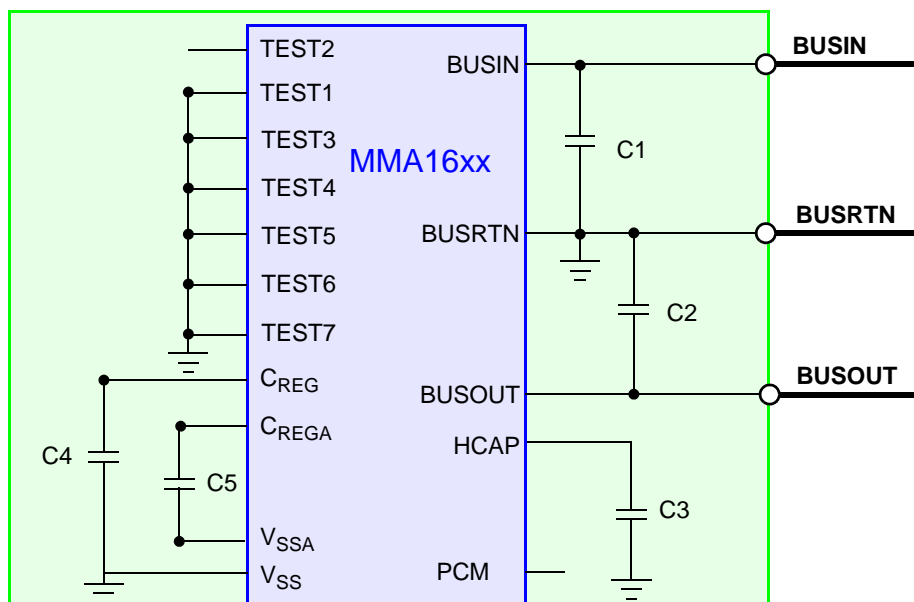 TEST2
TEST1
TEST3
TEST4
TEST5
TEST6
TEST7
CREG
CREGA
VSSA
VSS
MMA16xx
BUSIN
BUSRTN
BUSOUT
HCAP
PCM
C1
C2
C3
C4
C5
BUSIN
BUSRTN
BUSOUT